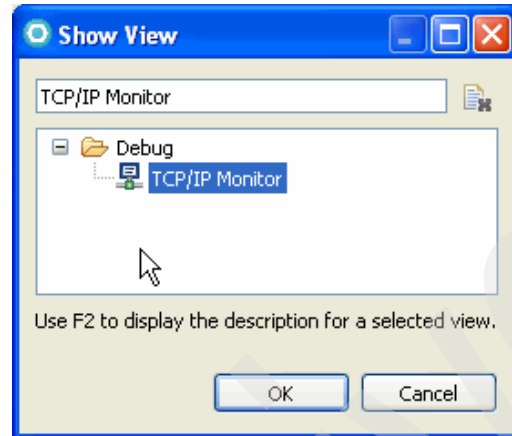 Show View
TCP/IP Monitor
Debug
TCP/IP Monitor
Use F2 to display the description for a selected view.
OK
Cancel